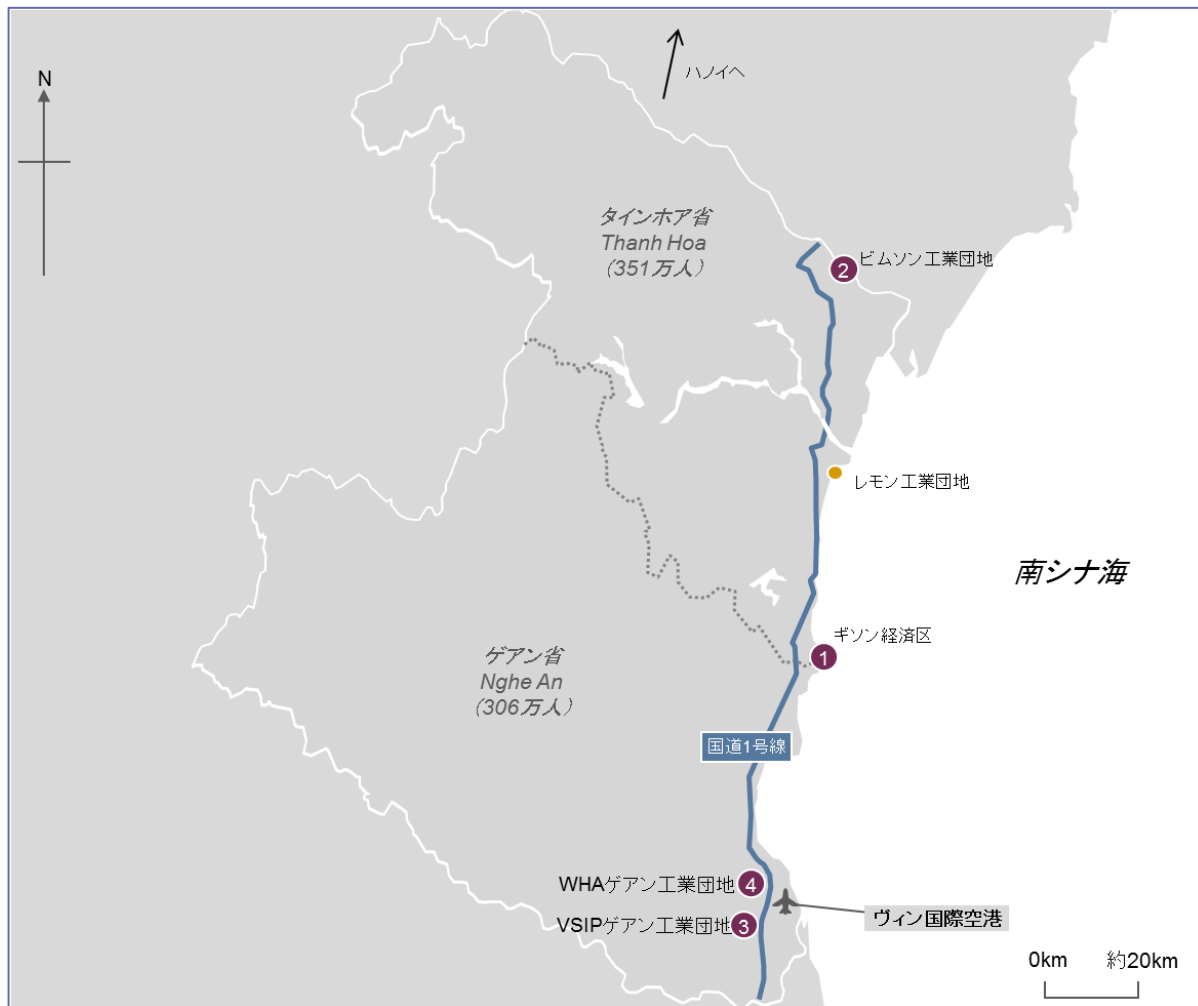 N
ハノイへ
タインホア省
Thanh Hoa
（351万人）
2
ビムソン工業団地
レモン工業団地
南シナ海
ギソン経済区
1
ゲアン省
Nghe An
（306万人）
国道1号線
WHAゲアン工業団地
4
VSIPゲアン工業団地
3
ヴィン国際空港
0km 約20km